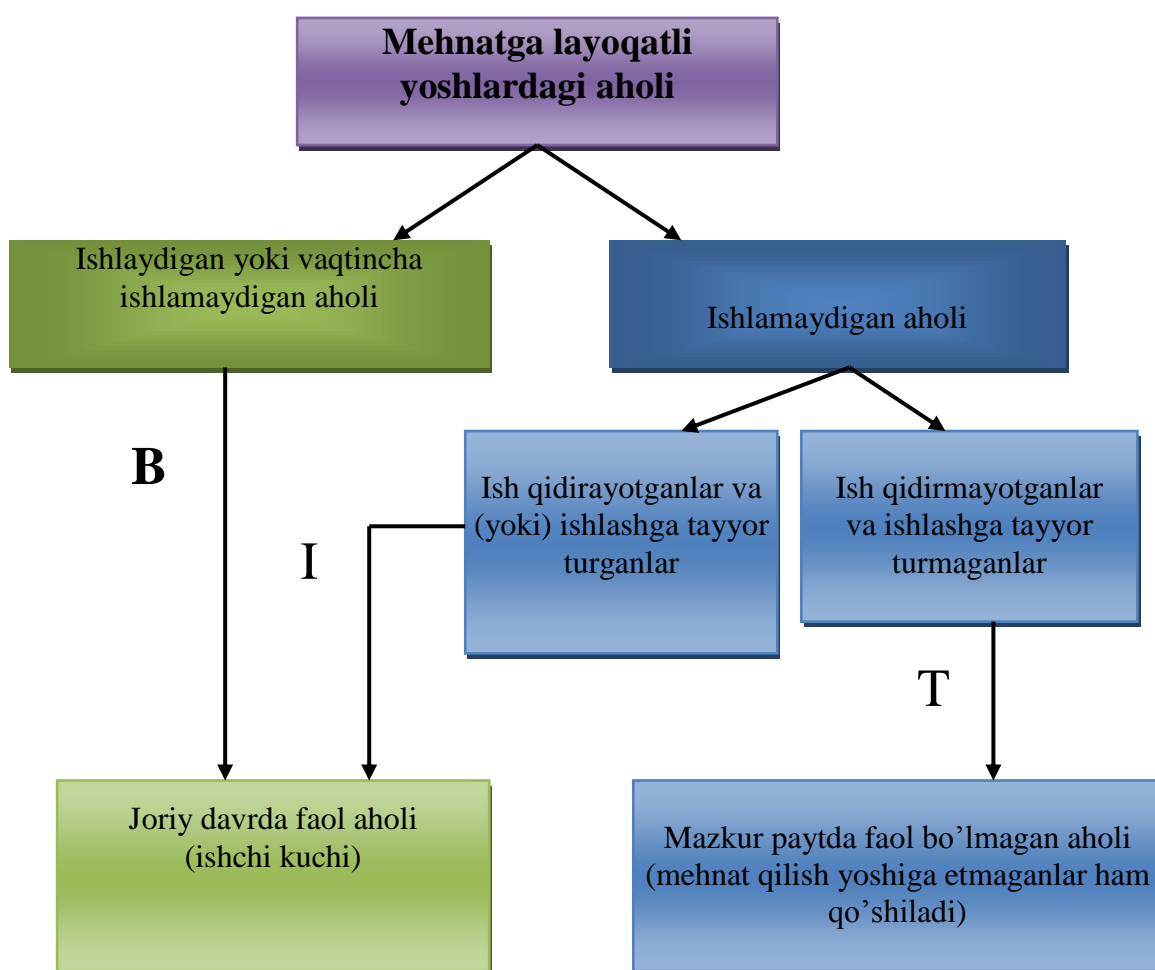 Mehnatga layoqatli
yoshlardagi aholi
Ishlaydigan yoki vaqtincha
ishlamaydigan aholi
Ishlamaydigan aholi
B
I
Ish qidirayotganlar va
(yoki) ishlashga tayyor
turganlar
Ish qidirmayotganlar
va ishlashga tayyor
turmaganlar
T
Joriy davrda faol aholi
(ishchi kuchi)
Mazkur paytda faol bo’lmagan aholi
(mehnat qilish yoshiga etmaganlar ham
qo’shiladi)